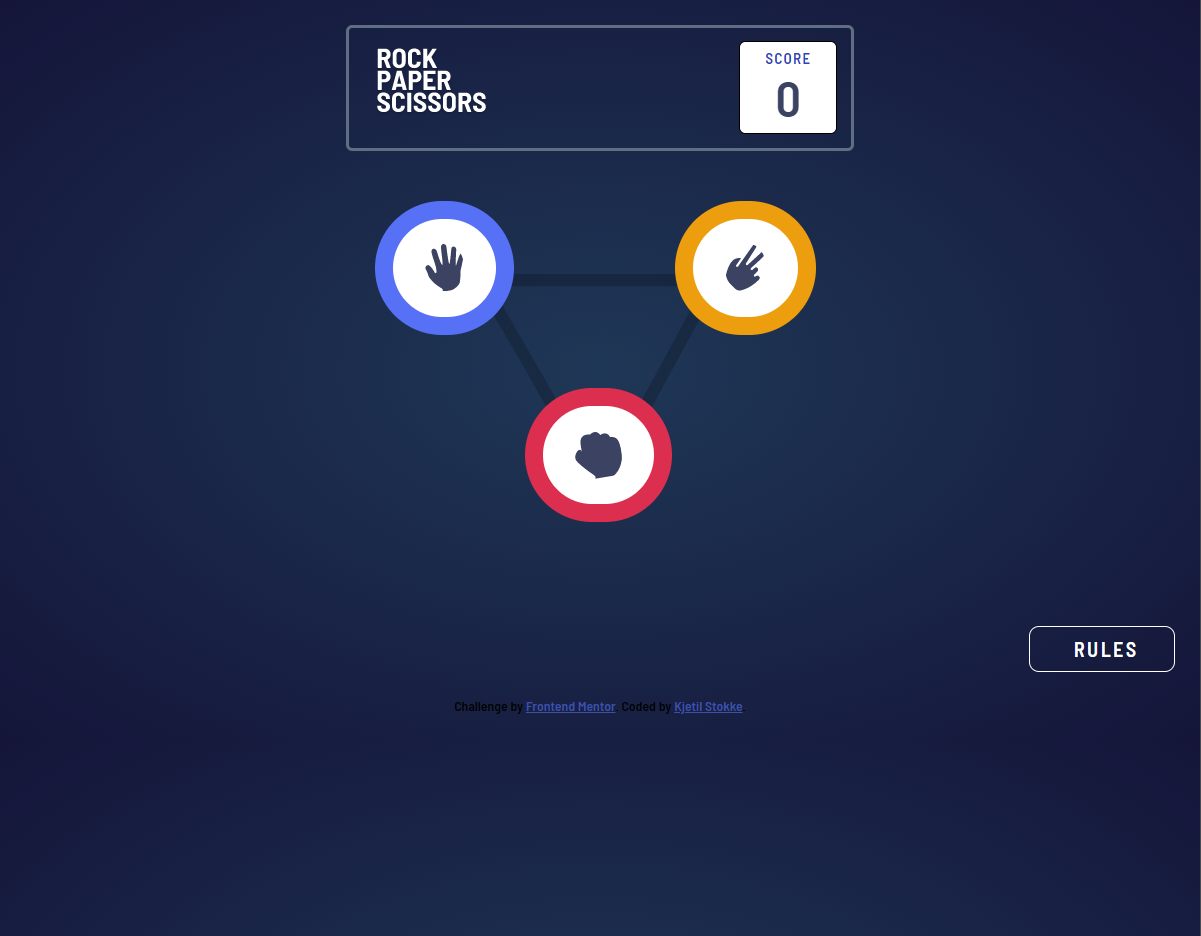 ROCK
PAPER
SCISSORS
SCORE
0
RULES
Challenge by Frontend Mentor. Coded by Kjetil Stokke.